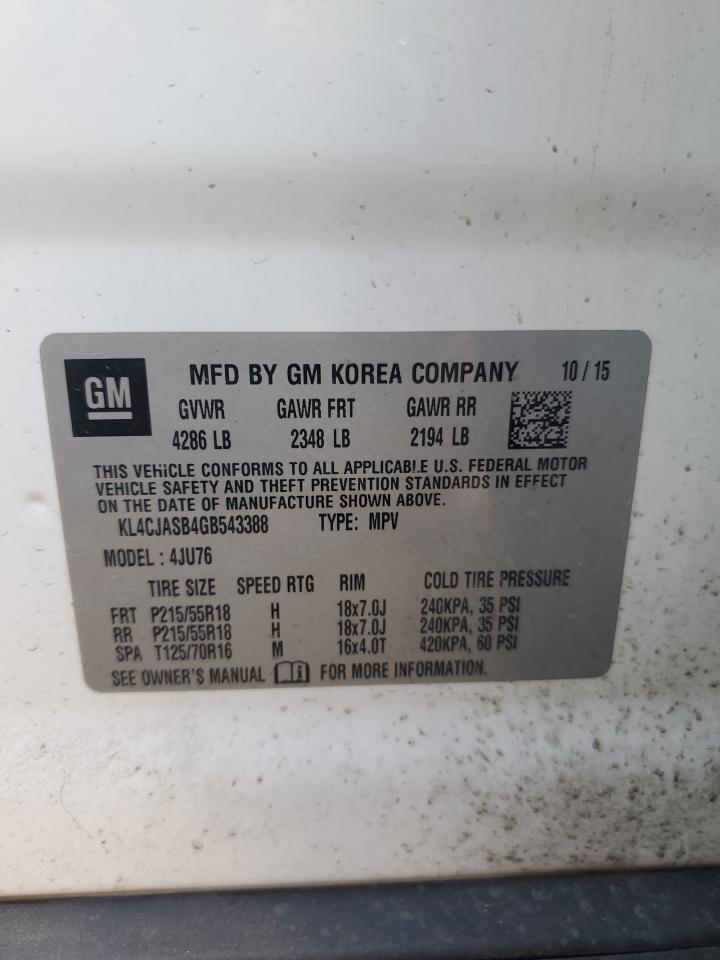 GM MFD BY GM KOREA COMPANY 10/15
GVWR GAWR FRT GAWR RR
4286 LB 2348 LB 2194 LB
THIS VEHICLE CONFORMS TO ALL APPLICABLE U.S. FEDERAL MOTOR
VEHICLE SAFETY AND THEFT PREVENTION STANDARDS IN EFFECT
ON THE DATE OF MANUFACTURE SHOWN ABOVE.
KL4CJASB4GB543388 TYPE: MPV
MODEL: 4JU76
TIRE SIZE SPEED RTG RIM COLD TIRE PRESSURE
FRT P215/55R18 H 18x7.0J 240KPA, 35 PSI
RR P215/55R18 H 18x7.0J 240KPA, 35 PSI
SPA T125/70R16 M 16x4.0T 420KPA, 60 PSI
SEE OWNER'S MANUAL FOR MORE INFORMATION.